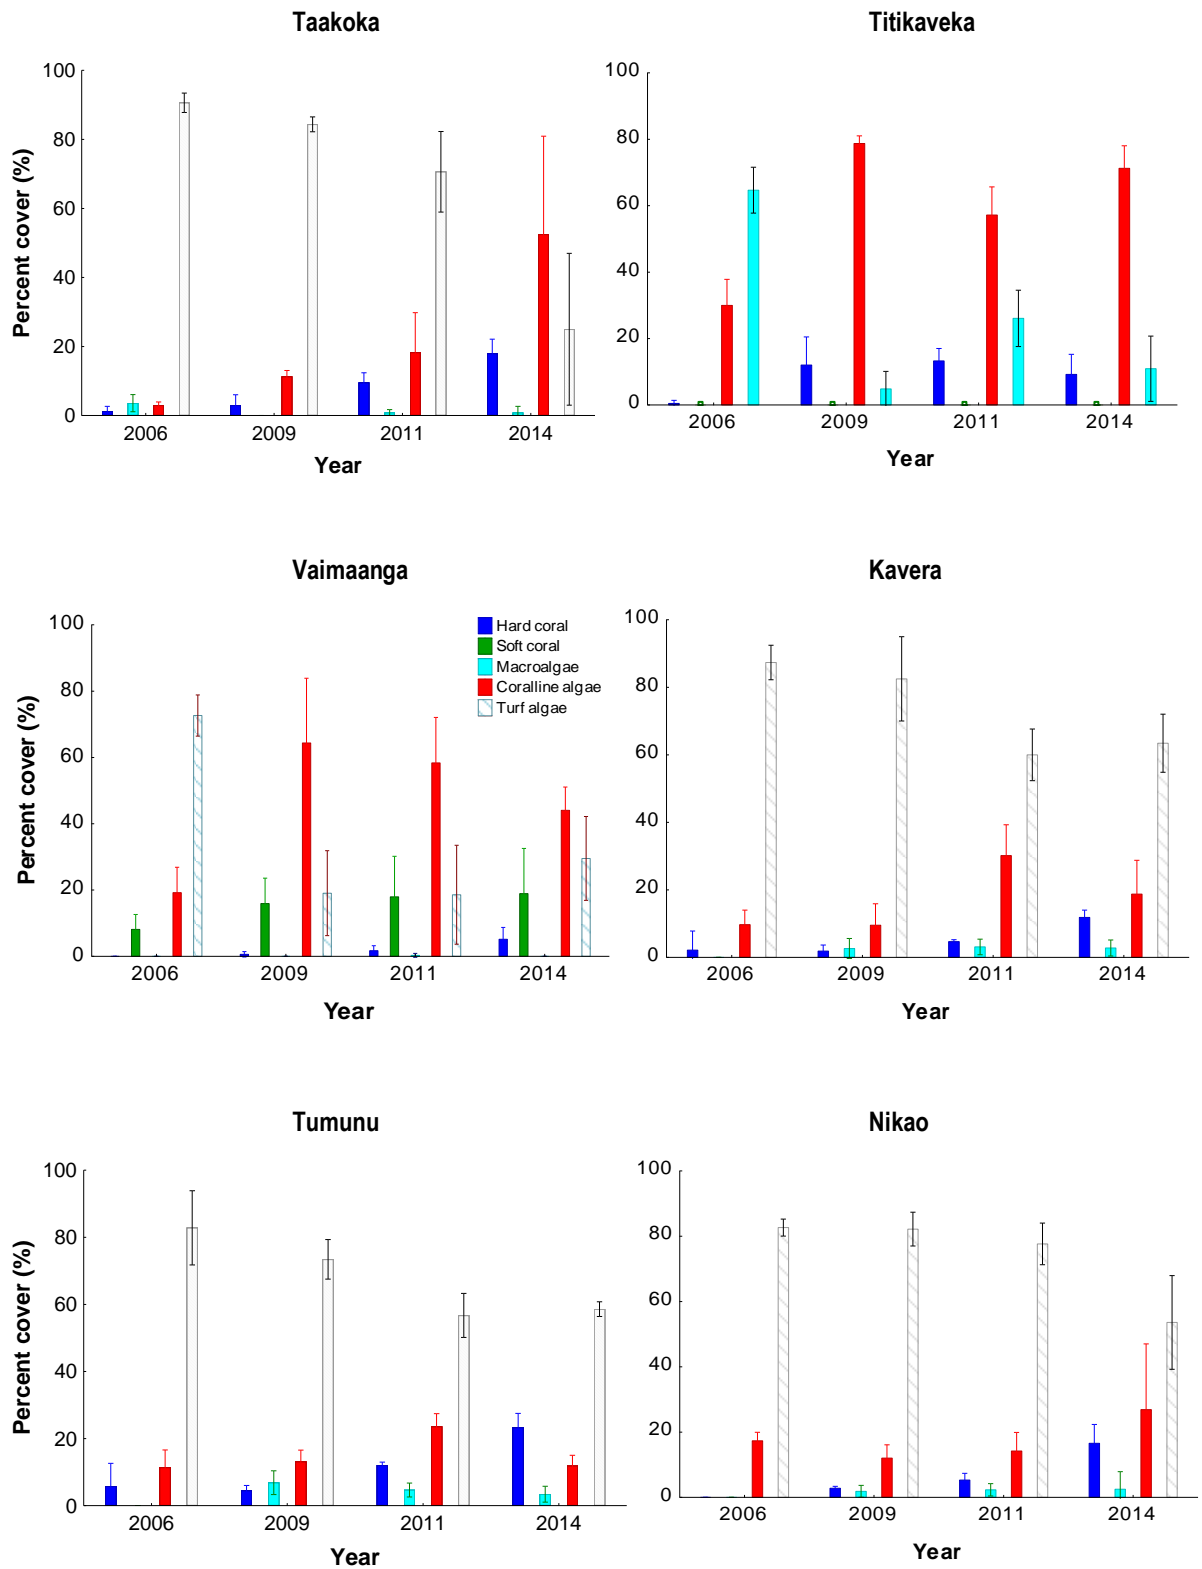 Taakoka
Percent cover (%)
100
80
60
40
20
0
2006 2009 2011 2014
Year
Titikaveka
100
80
60
40
20
0
2006 2009 2011 2014
Year
Vaimaanga
Percent cover (%)
100
80
60
40
20
0
Hard coral
Soft coral
Macroalgae
Coralline algae
Turf algae
2006 2009 2011 2014
Year
Kavera
100
80
60
40
20
0
2006 2009 2011 2014
Year
Tumunu
Percent cover (%)
100
80
60
40
20
0
2006 2009 2011 2014
Year
Nikao
100
80
60
40
20
0
2006 2009 2011 2014
Year